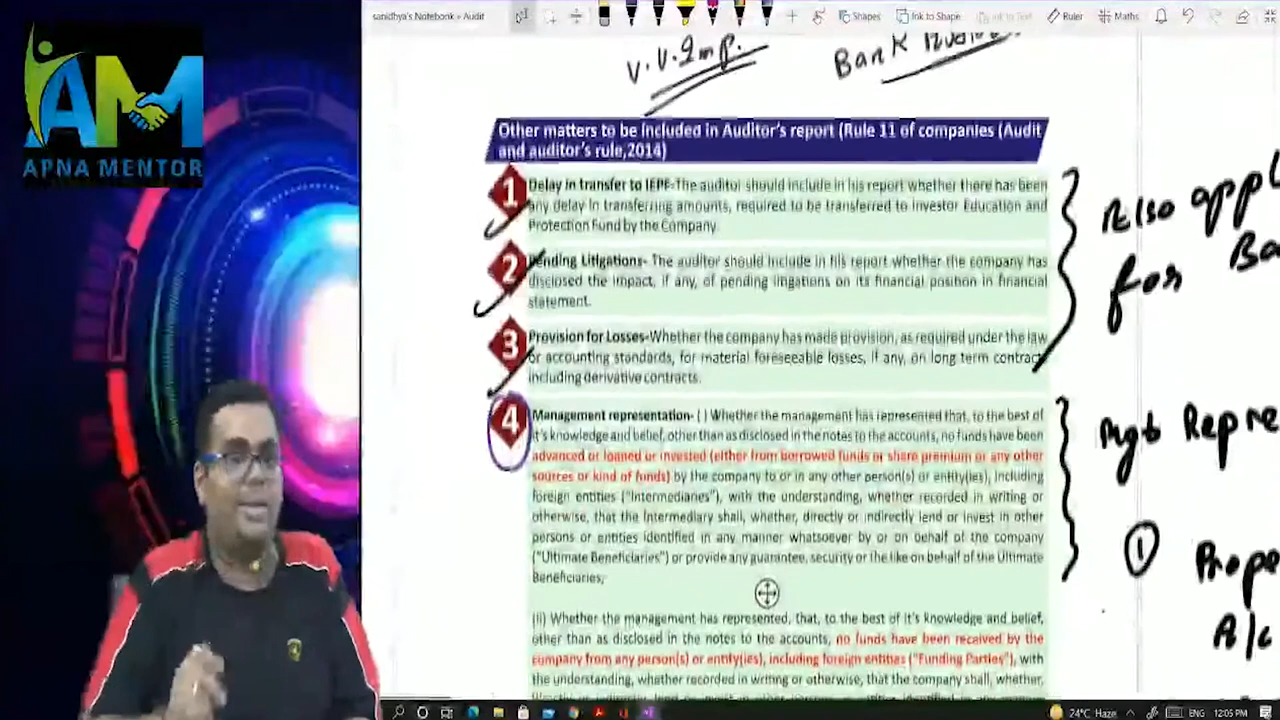 sanidhya's Notebook » Audit
Shapes
Ink to Shape
Ink to Text
Ruler
Maths
AM
APNA MENTOR
V.V.Imp.
Bank
Other matters to be included in Auditor's report (Rule 11 of companies (Audit
and auditor's rule,2014)
1
Delay in transfer to IEPF-The auditor should include in his report whether there has been
any delay in transferring amounts, required to be transferred to Investor Education and
Protection Fund by the Company.
2
Pending Litigations- The auditor should include in his report whether the company has
disclosed the impact, if any, of pending litigations on its financial position in financial
statement.
3
Provision for Losses-Whether the company has made provision, as required under the law
or accounting standards, for material foreseeable losses, if any, on long term contract
including derivative contracts.
Also appl
for Ba
4
Management representation- ( ) Whether the management has represented that, to the best of
it's knowledge and belief, other than as disclosed in the notes to the accounts, no funds have been
advanced or loaned or invested (either from borrowed funds or share premium or any other
sources or kind of funds) by the company to or in any other person(s) or entity(ies), including
foreign entities ("Intermediaries"), with the understanding, whether recorded in writing or
otherwise, that the Intermediary shall, whether, directly or indirectly lend or invest in other
persons or entities identified in any manner whatsoever by or on behalf of the company
("Ultimate Beneficiaries") or provide any guarantee, security or the like on behalf of the Ultimate
Beneficiaries;
Mgt Repre
1 Prope
A/c
(ii) Whether the management has represented, that, to the best of it's knowledge and belief,
other than as disclosed in the notes to the accounts, no funds have been received by the
company from any person(s) or entity(ies), including foreign entities ("Funding Parties"), with
the understanding, whether recorded in writing or otherwise, that the company shall, whether,
24°C Haze
ENG
12:05 PM